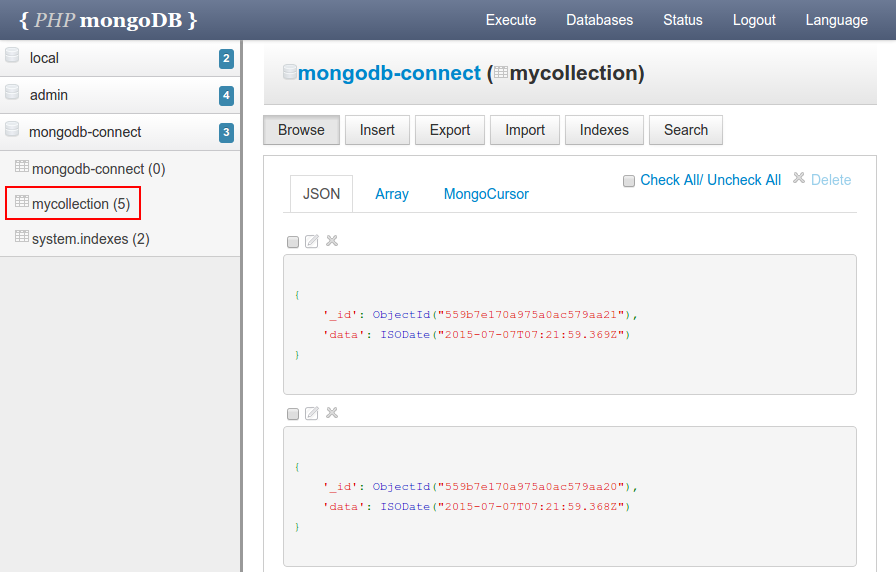 { PHP mongoDB }
Execute Databases Status Logout Language
local 2
admin 4
mongodb-connect 3
mongodb-connect (0)
mycollection (5)
system.indexes (2)
mongodb-connect (mycollection)
Browse Insert Export Import Indexes Search
JSON Array MongoCursor Check All/ Uncheck All Delete
{
'_id': ObjectId("559b7e170a975a0ac579aa21"),
'data': ISODate("2015-07-07T07:21:59.369Z")
}
{
'_id': ObjectId("559b7e170a975a0ac579aa20"),
'data': ISODate("2015-07-07T07:21:59.368Z")
}